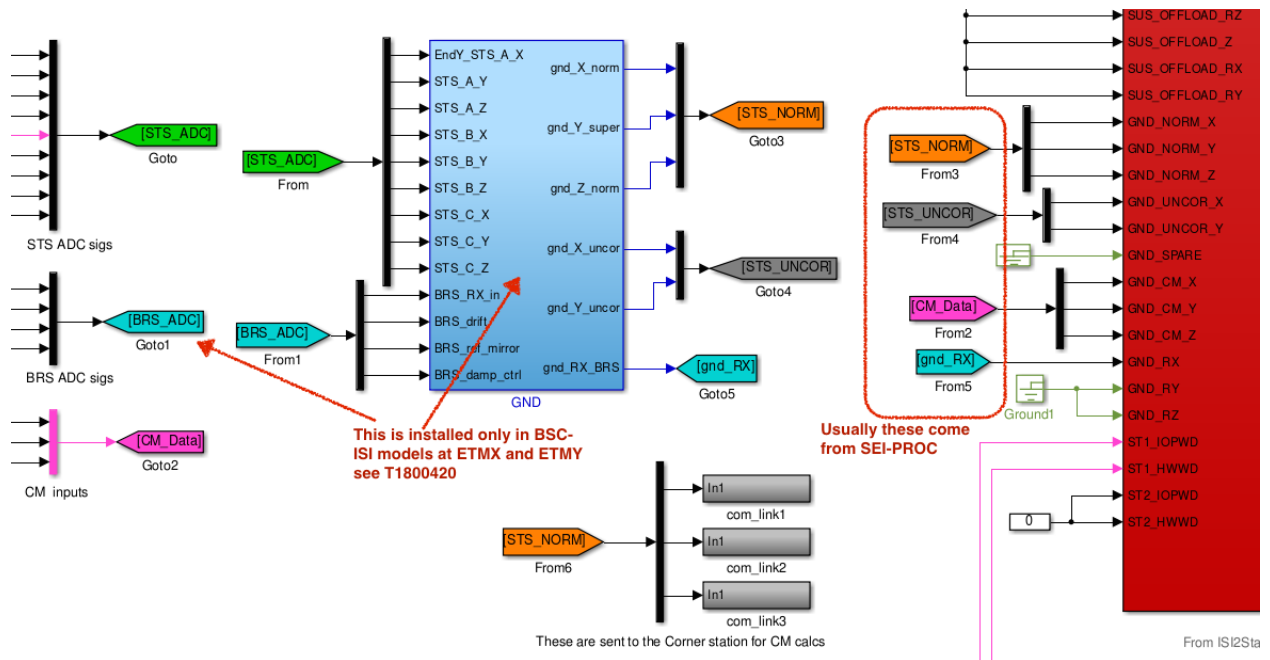 STS ADC sigs
[STS_ADC]
Goto
BRS ADC sigs
[BRS_ADC]
Goto1
CM inputs
[CM_Data]
Goto2
[STS_ADC]
From
[BRS_ADC]
From1
EndY_STS_A_X
STS_A_Y
STS_A_Z
STS_B_X
STS_B_Y
STS_B_Z
STS_C_X
STS_C_Y
STS_C_Z
BRS_RX_in
BRS_drift
BRS_ref_mirror
BRS_damp_ctrl
gnd_X_norm
gnd_Y_super
gnd_Z_norm
gnd_X_uncor
gnd_Y_uncor
gnd_RX_BRS
GND
[STS_NORM]
Goto3
[STS_UNCOR]
Goto4
[gnd_RX]
Goto5
This is installed only in BSC-
ISI models at ETMX and ETMY
see T1800420
[STS_NORM]
From6
In1
com_link1
In1
com_link2
In1
com_link3
These are sent to the Corner station for CM calcs
[STS_NORM]
From3
[STS_UNCOR]
From4
[CM_Data]
From2
[gnd_RX]
From5
Ground1
Usually these come
from SEI-PROC
0
SUS_OFFLOAD_RZ
SUS_OFFLOAD_Z
SUS_OFFLOAD_RX
SUS_OFFLOAD_RY
GND_NORM_X
GND_NORM_Y
GND_NORM_Z
GND_UNCOR_X
GND_UNCOR_Y
GND_SPARE
GND_CM_X
GND_CM_Y
GND_CM_Z
GND_RX
GND_RY
GND_RZ
ST1_IOPWD
ST1_HWWD
ST2_IOPWD
ST2_HWWD
From ISI2Sta